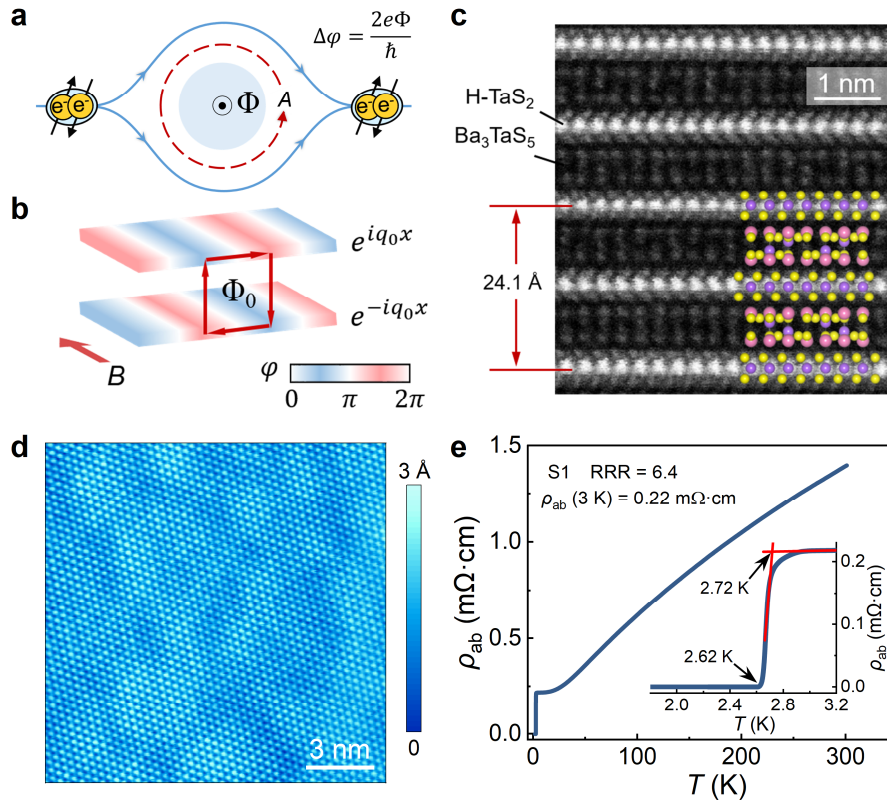 a
Δφ = 2eΦ / ħ
e⁻ e⁻
Φ
A
e⁻ e⁻
b
e^{iq₀x}
Φ₀
e^{-iq₀x}
B
φ
0 π 2π
c
1 nm
H-TaS₂
Ba₃TaS₅
24.1 Å
d
3 Å
0
3 nm
e
1.5
1.0
0.5
0.0
ρab (mΩ·cm)
S1 RRR = 6.4
ρab (3 K) = 0.22 mΩ·cm
2.72 K
2.62 K
0.2
0.1
0.0
ρab (mΩ·cm)
2.0 2.4 2.8 3.2
T (K)
0 100 200 300
T (K)